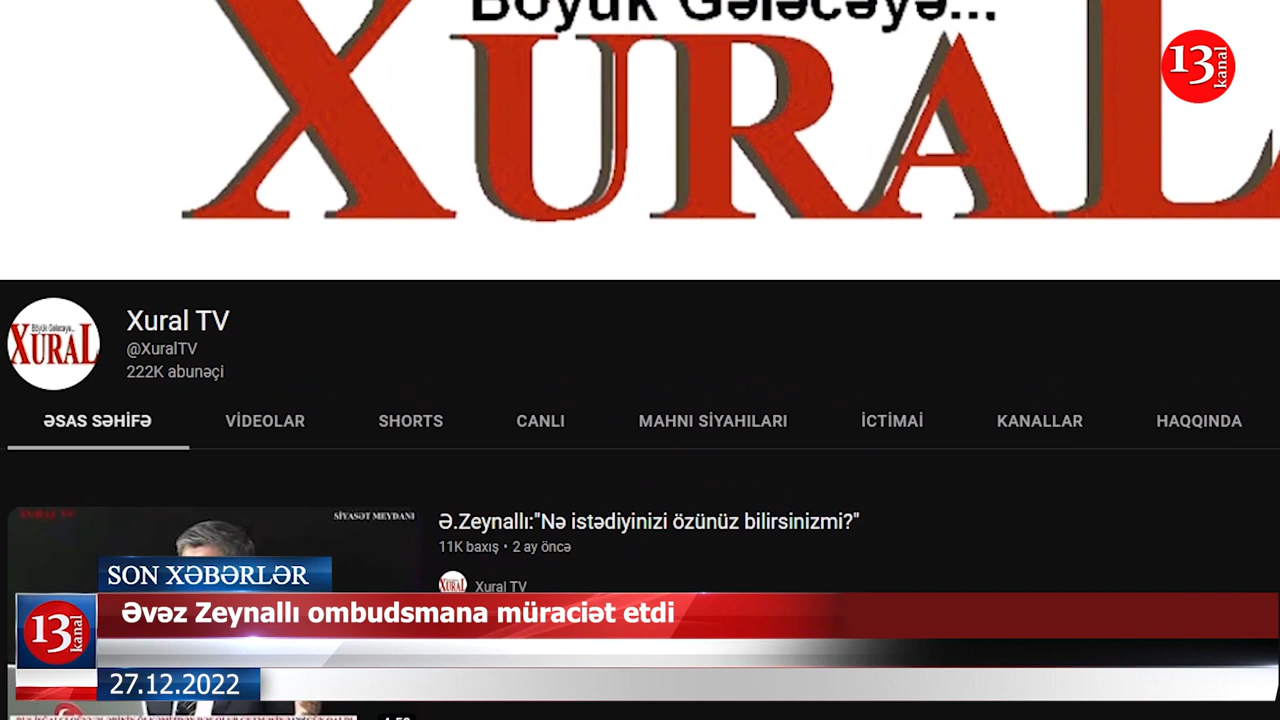 Böyük Gələcəyə...
XURAL
13 kanal
XURAL
Xural TV
@XuralTV
222K abunəçi
ƏSAS SƏHİFƏ
VİDEOLAR
SHORTS
CANLI
MAHNI SİYAHILARI
İCTİMAİ
KANALLAR
HAQQINDA
SİYASƏT MEYDANI
Ə.Zeynallı:"Nə istədiyinizi özünüz bilirsinizmi?"
11K baxış • 2 ay öncə
XURAL
Xural TV
SON XƏBƏRLƏR
Əvəz Zeynallı ombudsmana müraciət etdi
13 kanal
27.12.2022